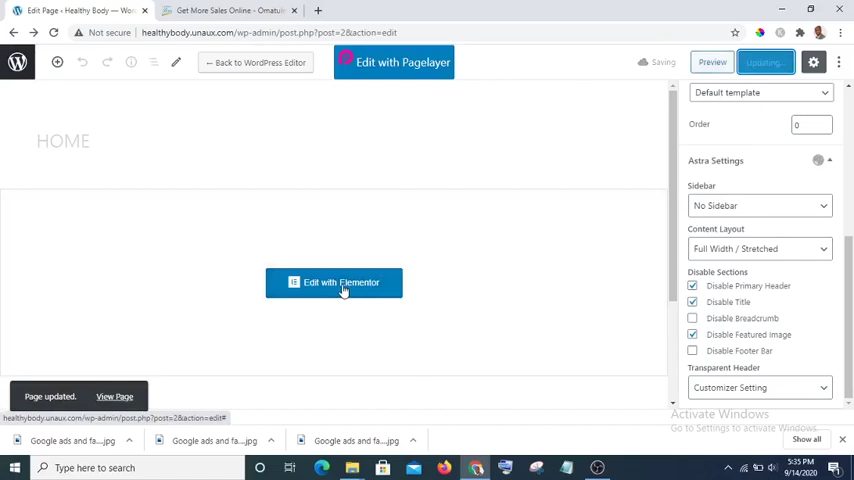 Edit Page ‹ Healthy Body — Wor
Get More Sales Online - Omatul
Not secure
healthybody.unaux.com/wp-admin/post.php?post=2&action=edit
← Back to WordPress Editor
Edit with Pagelayer
Saving
Preview
Updating...
Default template
Order
0
HOME
Astra Settings
Sidebar
No Sidebar
Content Layout
Full Width / Stretched
Disable Sections
Disable Primary Header
Edit with Elementor
Disable Title
Disable Breadcrumb
Disable Featured Image
Disable Footer Bar
Transparent Header
Customizer Setting
Page updated.
View Page
healthybody.unaux.com/wp-admin/post.php?post=2&action=edit#
Activate Windows
Go to Settings to activate Windows.
Google ads and fa....jpg
Google ads and fa....jpg
Google ads and fa....jpg
Show all
Type here to search
5:35 PM
9/14/2020